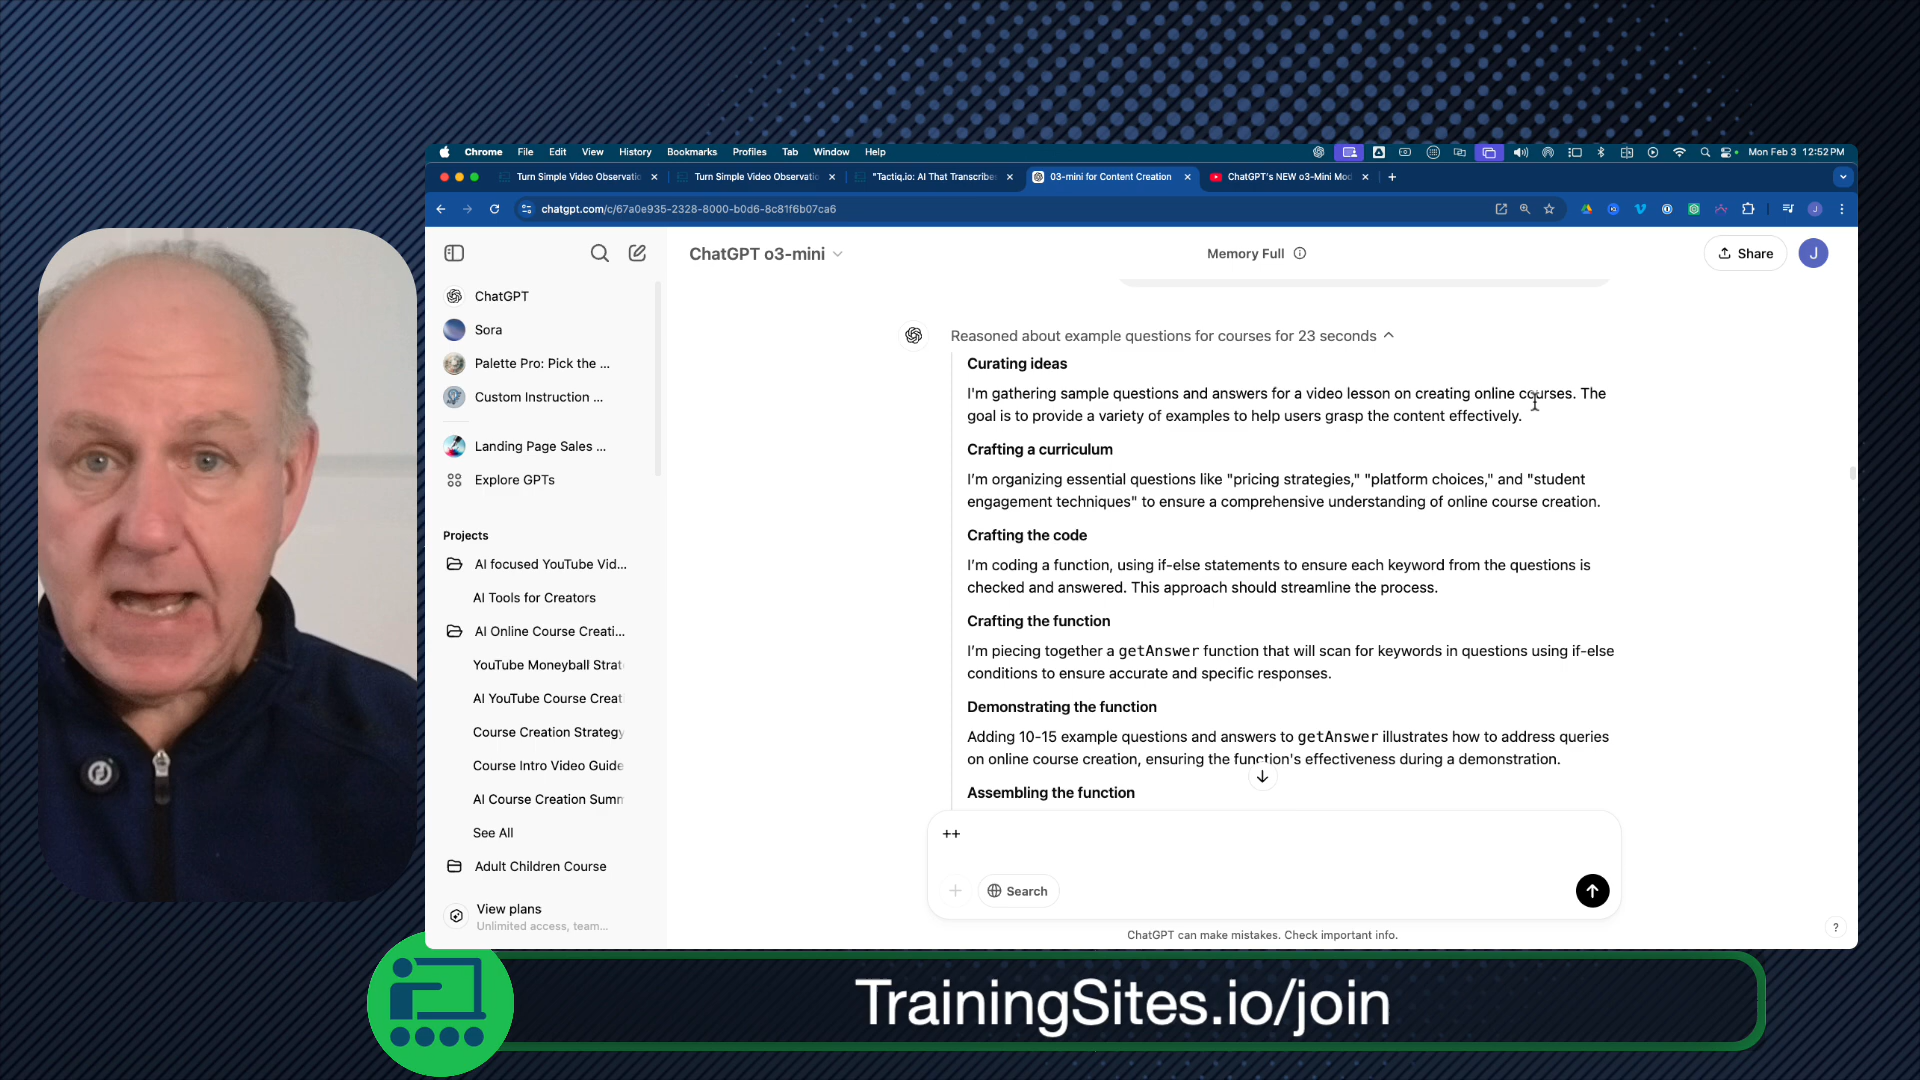 Chrome File Edit View History Bookmarks Profiles Tab Window Help
Mon Feb 3 12:52 PM
Turn Simple Video Observatio
Turn Simple Video Observatio
"Tactiq.io: AI That Transcribes
03-mini for Content Creation
ChatGPT's NEW o3-Mini Mod
chatgpt.com/c/67a0e935-2328-8000-b0d6-8c81f6b07ca6
ChatGPT o3-mini
Memory Full
Share
J
ChatGPT
Sora
Palette Pro: Pick the ...
Custom Instruction ...
Landing Page Sales ...
Explore GPTs
Projects
AI focused YouTube Vid...
AI Tools for Creators
AI Online Course Creati...
YouTube Moneyball Strat
AI YouTube Course Creat
Course Creation Strategy
Course Intro Video Guide
AI Course Creation Summ
See All
Adult Children Course
View plans
Unlimited access, team...
Reasoned about example questions for courses for 23 seconds
Curating ideas
I'm gathering sample questions and answers for a video lesson on creating online courses. The
goal is to provide a variety of examples to help users grasp the content effectively.
Crafting a curriculum
I'm organizing essential questions like "pricing strategies," "platform choices," and "student
engagement techniques" to ensure a comprehensive understanding of online course creation.
Crafting the code
I'm coding a function, using if-else statements to ensure each keyword from the questions is
checked and answered. This approach should streamline the process.
Crafting the function
I'm piecing together a getAnswer function that will scan for keywords in questions using if-else
conditions to ensure accurate and specific responses.
Demonstrating the function
Adding 10-15 example questions and answers to getAnswer illustrates how to address queries
on online course creation, ensuring the function's effectiveness during a demonstration.
Assembling the function
++
Search
ChatGPT can make mistakes. Check important info.
?
TrainingSites.io/join